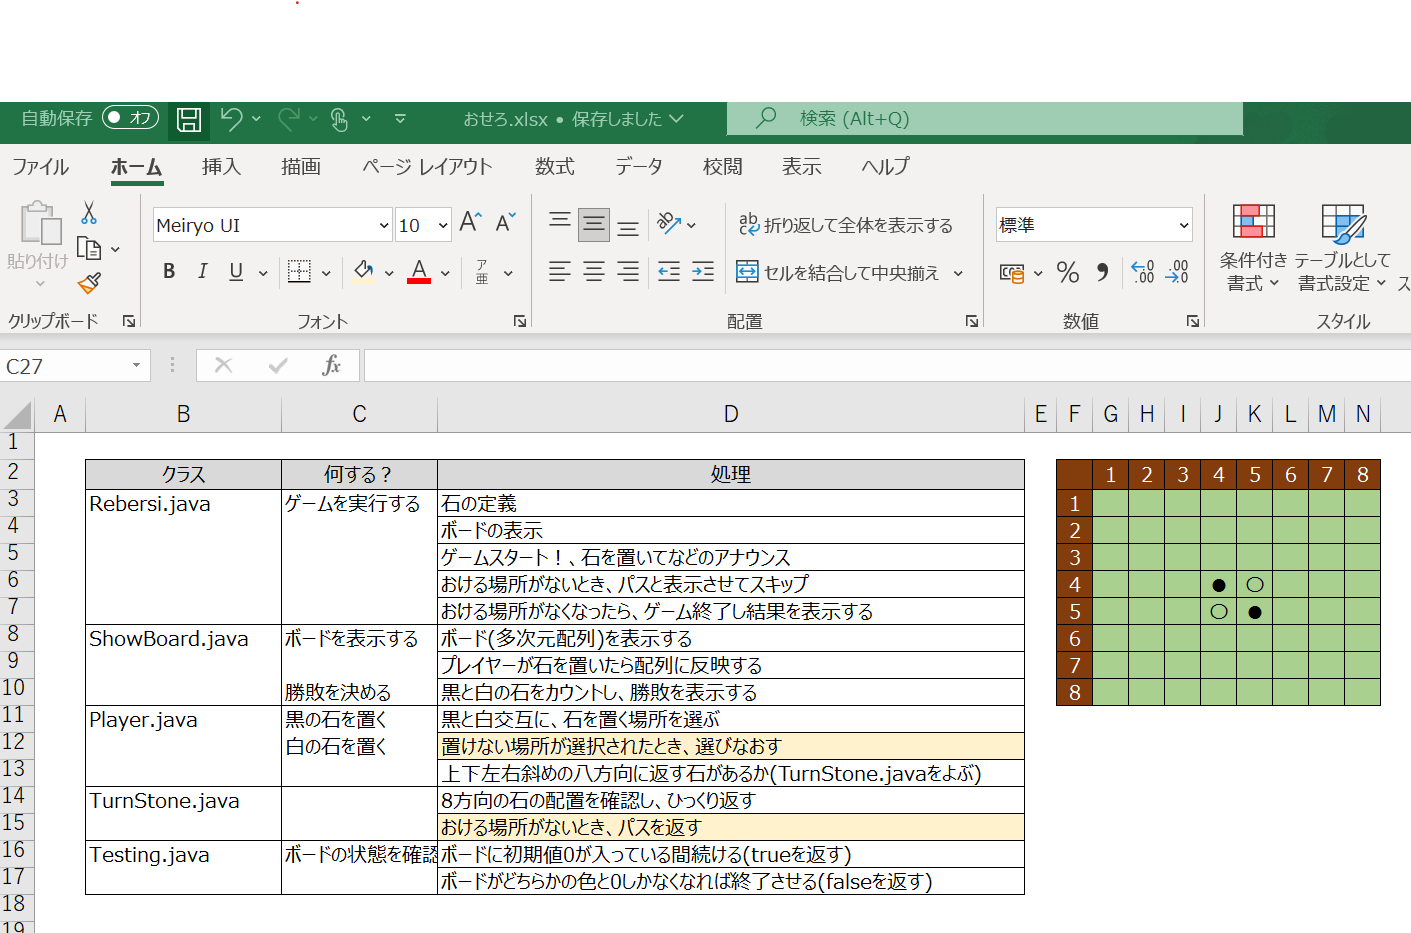 自動保存 オフ おせろ.xlsx • 保存しました 検索 (Alt+Q)
ファイル ホーム 挿入 描画 ページ レイアウト 数式 データ 校閲 表示 ヘルプ
Meiryo UI 10 A A ab 折り返して全体を表示する 標準
貼り付け B I U A ア 亜 セルを結合して中央揃え % 条件付き テーブルとして
書式 書式設定 ス
クリップボード フォント 配置 数値 スタイル
C27 fx
A B C D E F G H I J K L M N
1
2 クラス 何する? 処理 1 2 3 4 5 6 7 8
3 Rebersi.java ゲームを実行する 石の定義 1
4 ボードの表示 2
5 ゲームスタート!、石を置いてなどのアナウンス 3
6 おける場所がないとき、パスと表示させてスキップ 4 ● ○
7 おける場所がなくなったら、ゲーム終了し結果を表示する 5 ○ ●
8 ShowBoard.java ボードを表示する ボード(多次元配列)を表示する 6
9 プレイヤーが石を置いたら配列に反映する 7
10 勝敗を決める 黒と白の石をカウントし、勝敗を表示する 8
11 Player.java 黒の石を置く 黒と白交互に、石を置く場所を選ぶ
12 白の石を置く 置けない場所が選択されたとき、選びなおす
13 上下左右斜めの八方向に返す石があるか(TurnStone.javaをよぶ)
14 TurnStone.java 8方向の石の配置を確認し、ひっくり返す
15 おける場所がないとき、パスを返す
16 Testing.java ボードの状態を確認 ボードに初期値0が入っている間続ける(trueを返す)
17 ボードがどちらかの色と0しかなくなれば終了させる(falseを返す)
18
19